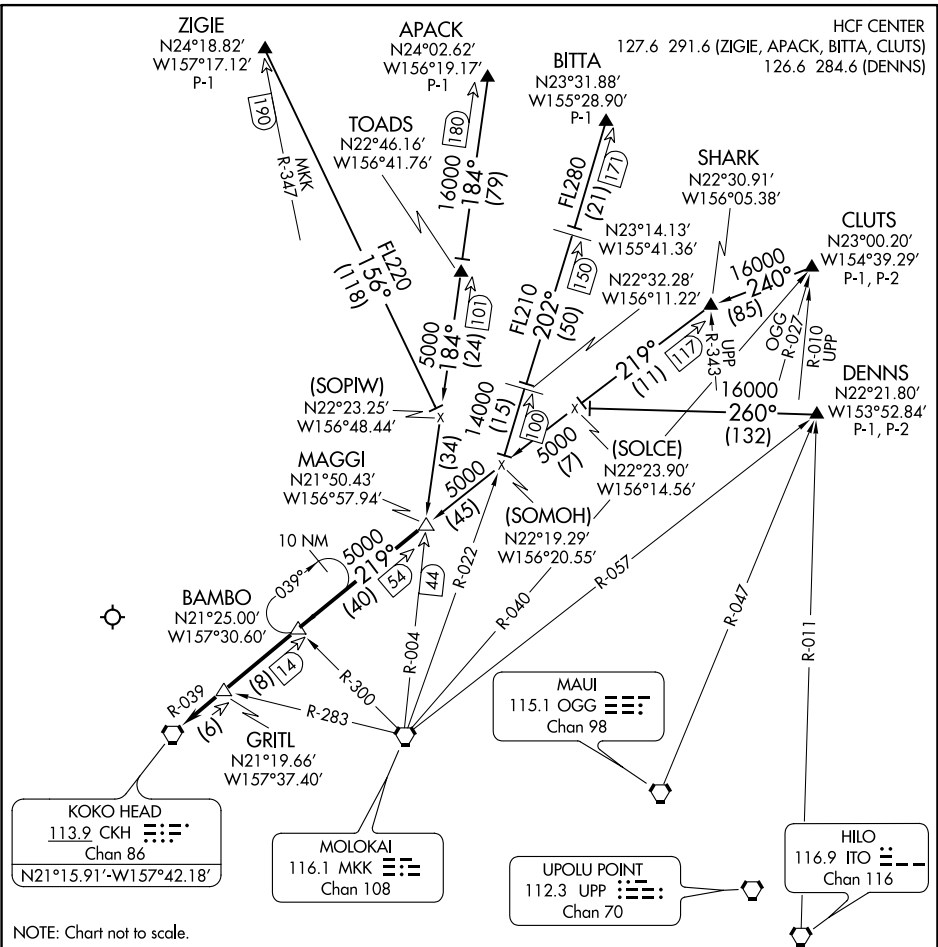 HCF CENTER
127.6 291.6 (ZIGIE, APACK, BITTA, CLUTS)
126.6 284.6 (DENNS)
ZIGIE
N24°18.82'
W157°17.12'
P-1
APACK
N24°02.62'
W156°19.17'
P-1
BITTA
N23°31.88'
W155°28.90'
P-1
TOADS
N22°46.16'
W156°41.76'
SHARK
N22°30.91'
W156°05.38'
CLUTS
N23°00.20'
W154°39.29'
P-1, P-2
190
MKK
R-347
FL220
156°
(118)
180
16000
184°
(79)
101
5000
184°
(24)
171
FL280
(21)
N23°14.13'
W155°41.36'
150
FL210
202°
(50)
N22°32.28'
W156°11.22'
14000
(15)
100
16000
240°
(85)
219°
(11)
117
UPP
R-343
OGG
R-027
R-010
UPP
DENNS
N22°21.80'
W153°52.84'
P-1, P-2
16000
260°
(132)
(SOPIW)
N22°23.25'
W156°48.44'
(34)
5000
(7)
(SOLCE)
N22°23.90'
W156°14.56'
MAGGI
N21°50.43'
W156°57.94'
5000
(45)
(SOMOH)
N22°19.29'
W156°20.55'
10 NM
039°
5000
219°
(40)
54
44
R-022
R-040
R-057
R-047
R-011
BAMBO
N21°25.00'
W157°30.60'
R-004
R-039
(8)
14
R-300
R-283
(6)
GRITL
N21°19.66'
W157°37.40'
MAUI
115.1 OGG
Chan 98
KOKO HEAD
113.9 CKH
Chan 86
N21°15.91'-W157°42.18'
MOLOKAI
116.1 MKK
Chan 108
UPOLU POINT
112.3 UPP
Chan 70
HILO
116.9 ITO
Chan 116
NOTE: Chart not to scale.